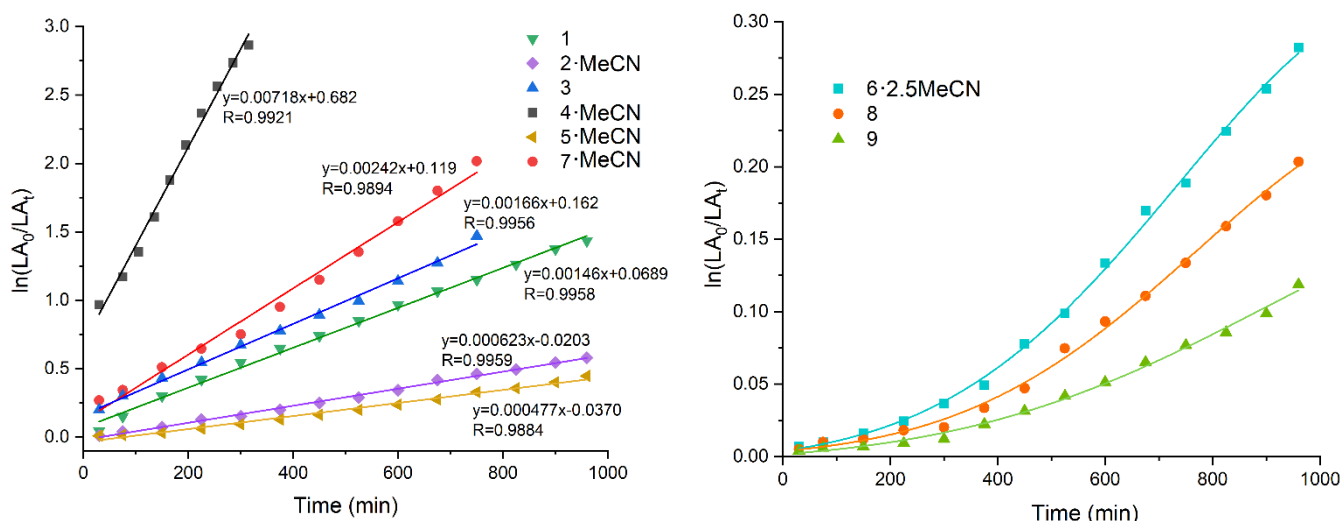 3.0
2.5
2.0
1.5
1.0
0.5
0.0
ln(LA₀/LAₜ)
0
200
400
600
800
1000
Time (min)
1
2·MeCN
3
4·MeCN
5·MeCN
7·MeCN
y=0.00718x+0.682
R=0.9921
y=0.00242x+0.119
R=0.9894
y=0.00166x+0.162
R=0.9956
y=0.00146x+0.0689
R=0.9958
y=0.000623x-0.0203
R=0.9959
y=0.000477x-0.0370
R=0.9884
0.30
0.25
0.20
0.15
0.10
0.05
0.00
ln(LA₀/LAₜ)
0
200
400
600
800
1000
Time (min)
6·2.5MeCN
8
9